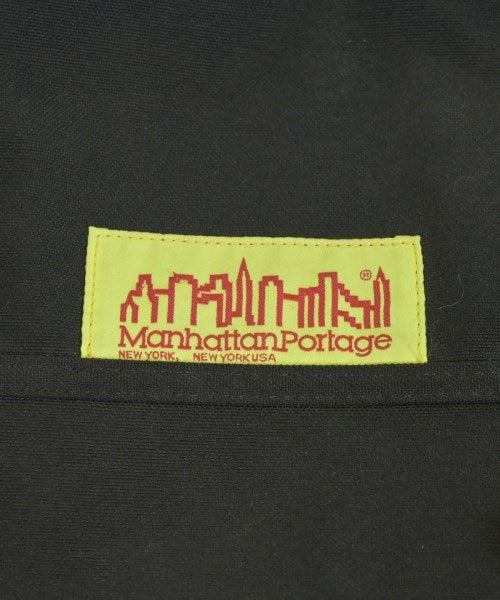 ®
ManhattanPortage
NEW YORK, NEW YORK USA